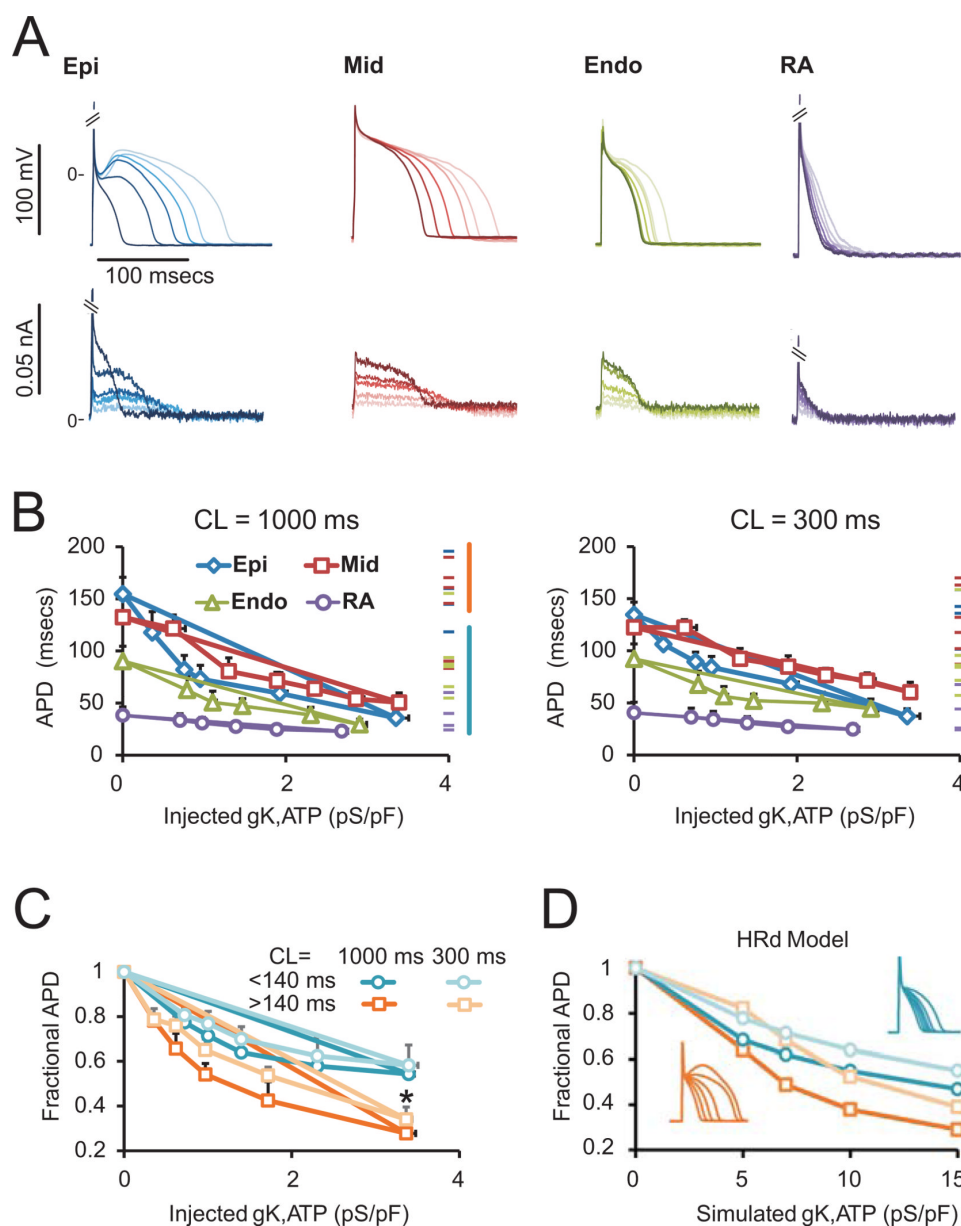 A
Epi Mid Endo RA
100 mV
0-
100 msecs
0.05 nA
0-
B
CL = 1000 ms
APD (msecs)
200
150
100
50
0
Epi Mid
Endo RA
0 2 4
Injected gK,ATP (pS/pF)
CL = 300 ms
APD (msecs)
200
150
100
50
0
0 2 4
Injected gK,ATP (pS/pF)
C
Fractional APD
1
0.8
0.6
0.4
0.2
CL= 1000 ms 300 ms
<140 ms
>140 ms
*
0 2 4
Injected gK,ATP (pS/pF)
D
HRd Model
Fractional APD
1
0.8
0.6
0.4
0.2
0 5 10 15
Simulated gK,ATP (pS/pF)